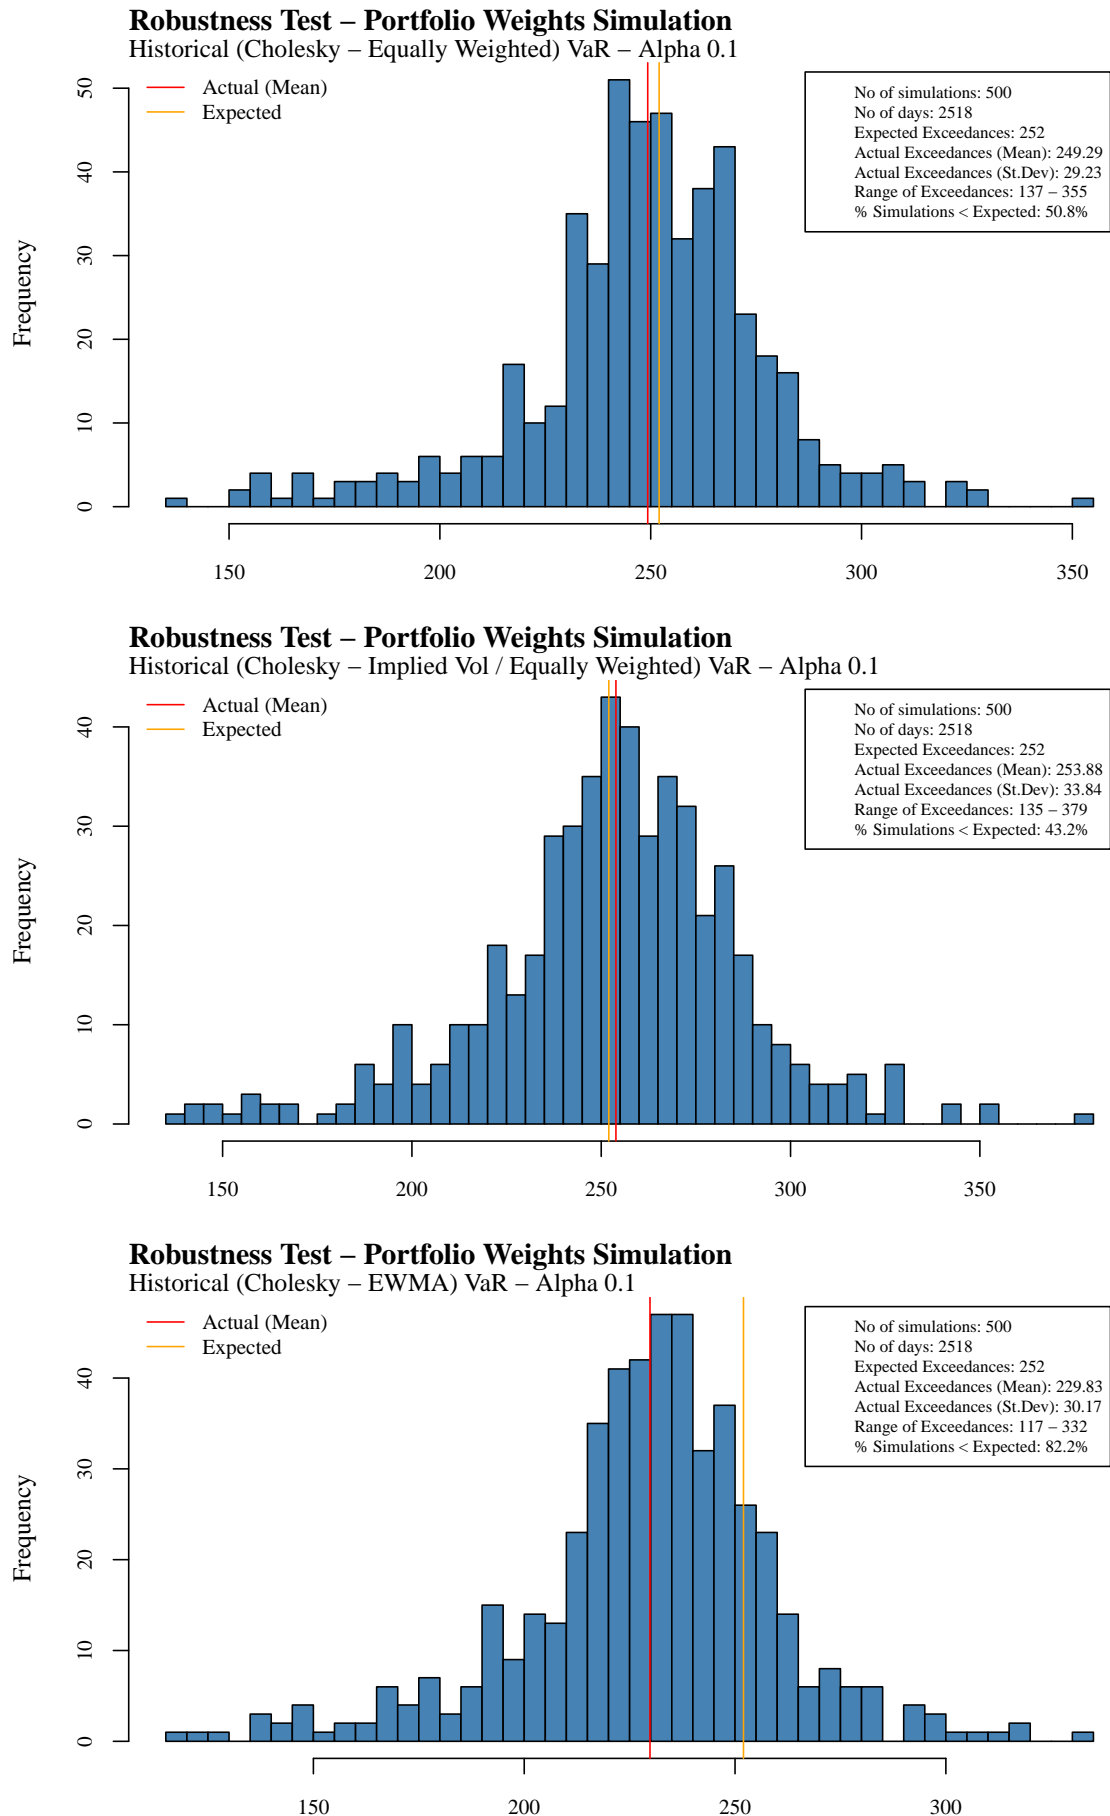 Robustness Test – Portfolio Weights Simulation
Historical (Cholesky – Equally Weighted) VaR – Alpha 0.1
Actual (Mean)
Expected
No of simulations: 500
No of days: 2518
Expected Exceedances: 252
Actual Exceedances (Mean): 249.29
Actual Exceedances (St.Dev): 29.23
Range of Exceedances: 137 – 355
% Simulations < Expected: 50.8%
Frequency
50
40
30
20
10
0
150 200 250 300 350
Robustness Test – Portfolio Weights Simulation
Historical (Cholesky – Implied Vol / Equally Weighted) VaR – Alpha 0.1
Actual (Mean)
Expected
No of simulations: 500
No of days: 2518
Expected Exceedances: 252
Actual Exceedances (Mean): 253.88
Actual Exceedances (St.Dev): 33.84
Range of Exceedances: 135 – 379
% Simulations < Expected: 43.2%
Frequency
40
30
20
10
0
150 200 250 300 350
Robustness Test – Portfolio Weights Simulation
Historical (Cholesky – EWMA) VaR – Alpha 0.1
Actual (Mean)
Expected
No of simulations: 500
No of days: 2518
Expected Exceedances: 252
Actual Exceedances (Mean): 229.83
Actual Exceedances (St.Dev): 30.17
Range of Exceedances: 117 – 332
% Simulations < Expected: 82.2%
Frequency
40
30
20
10
0
150 200 250 300